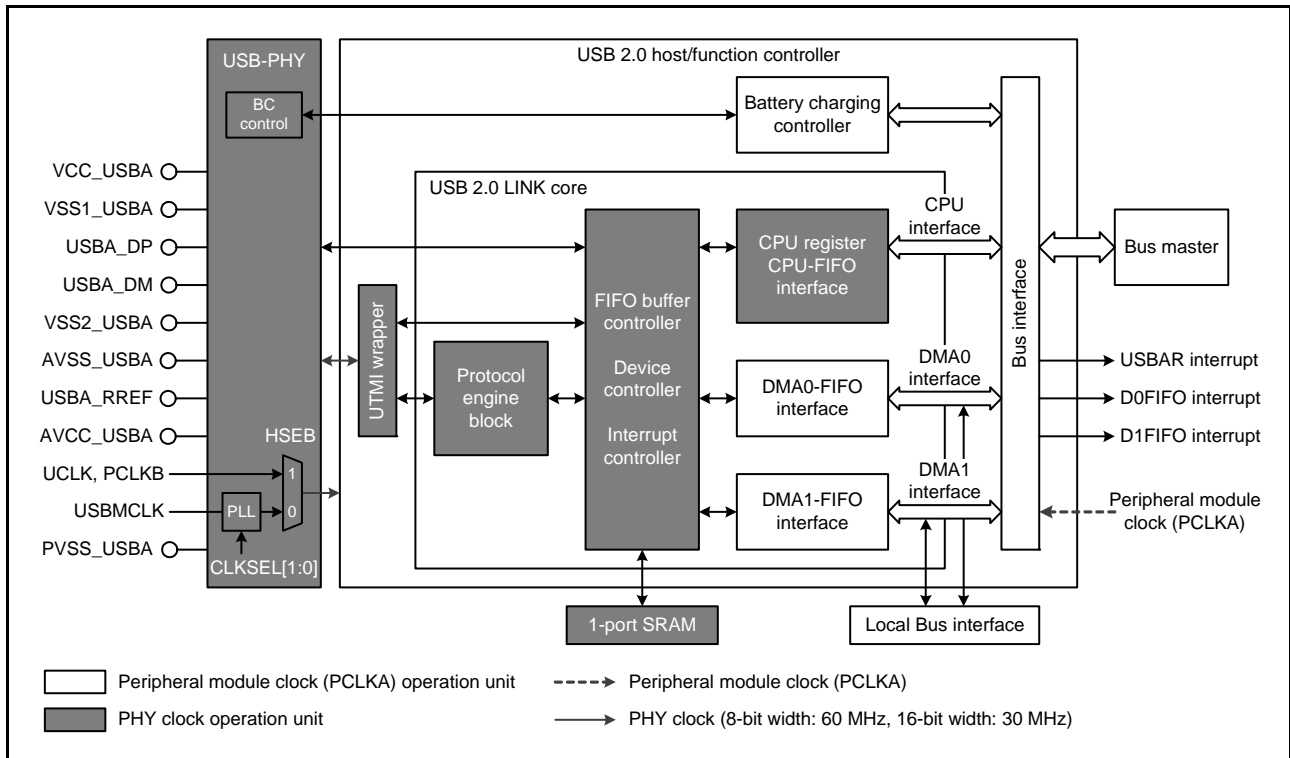 USB-PHY
USB 2.0 host/function controller
BC
control
Battery charging
controller
VCC_USBA
VSS1_USBA
USBA_DP
USBA_DM
VSS2_USBA
AVSS_USBA
USBA_RREF
AVCC_USBA
UCLK, PCLKB
USBMCLK
PVSS_USBA
HSEB
1
0
PLL
CLKSEL[1:0]
USB 2.0 LINK core
UTMI wrapper
Protocol
engine
block
FIFO buffer
controller
Device
controller
Interrupt
controller
CPU register
CPU-FIFO
interface
DMA0-FIFO
interface
DMA1-FIFO
interface
CPU
interface
DMA0
interface
DMA1
interface
Bus interface
Bus master
USBAR interrupt
D0FIFO interrupt
D1FIFO interrupt
Peripheral module
clock (PCLKA)
1-port SRAM
Local Bus interface
Peripheral module clock (PCLKA) operation unit
Peripheral module clock (PCLKA)
PHY clock operation unit
PHY clock (8-bit width: 60 MHz, 16-bit width: 30 MHz)